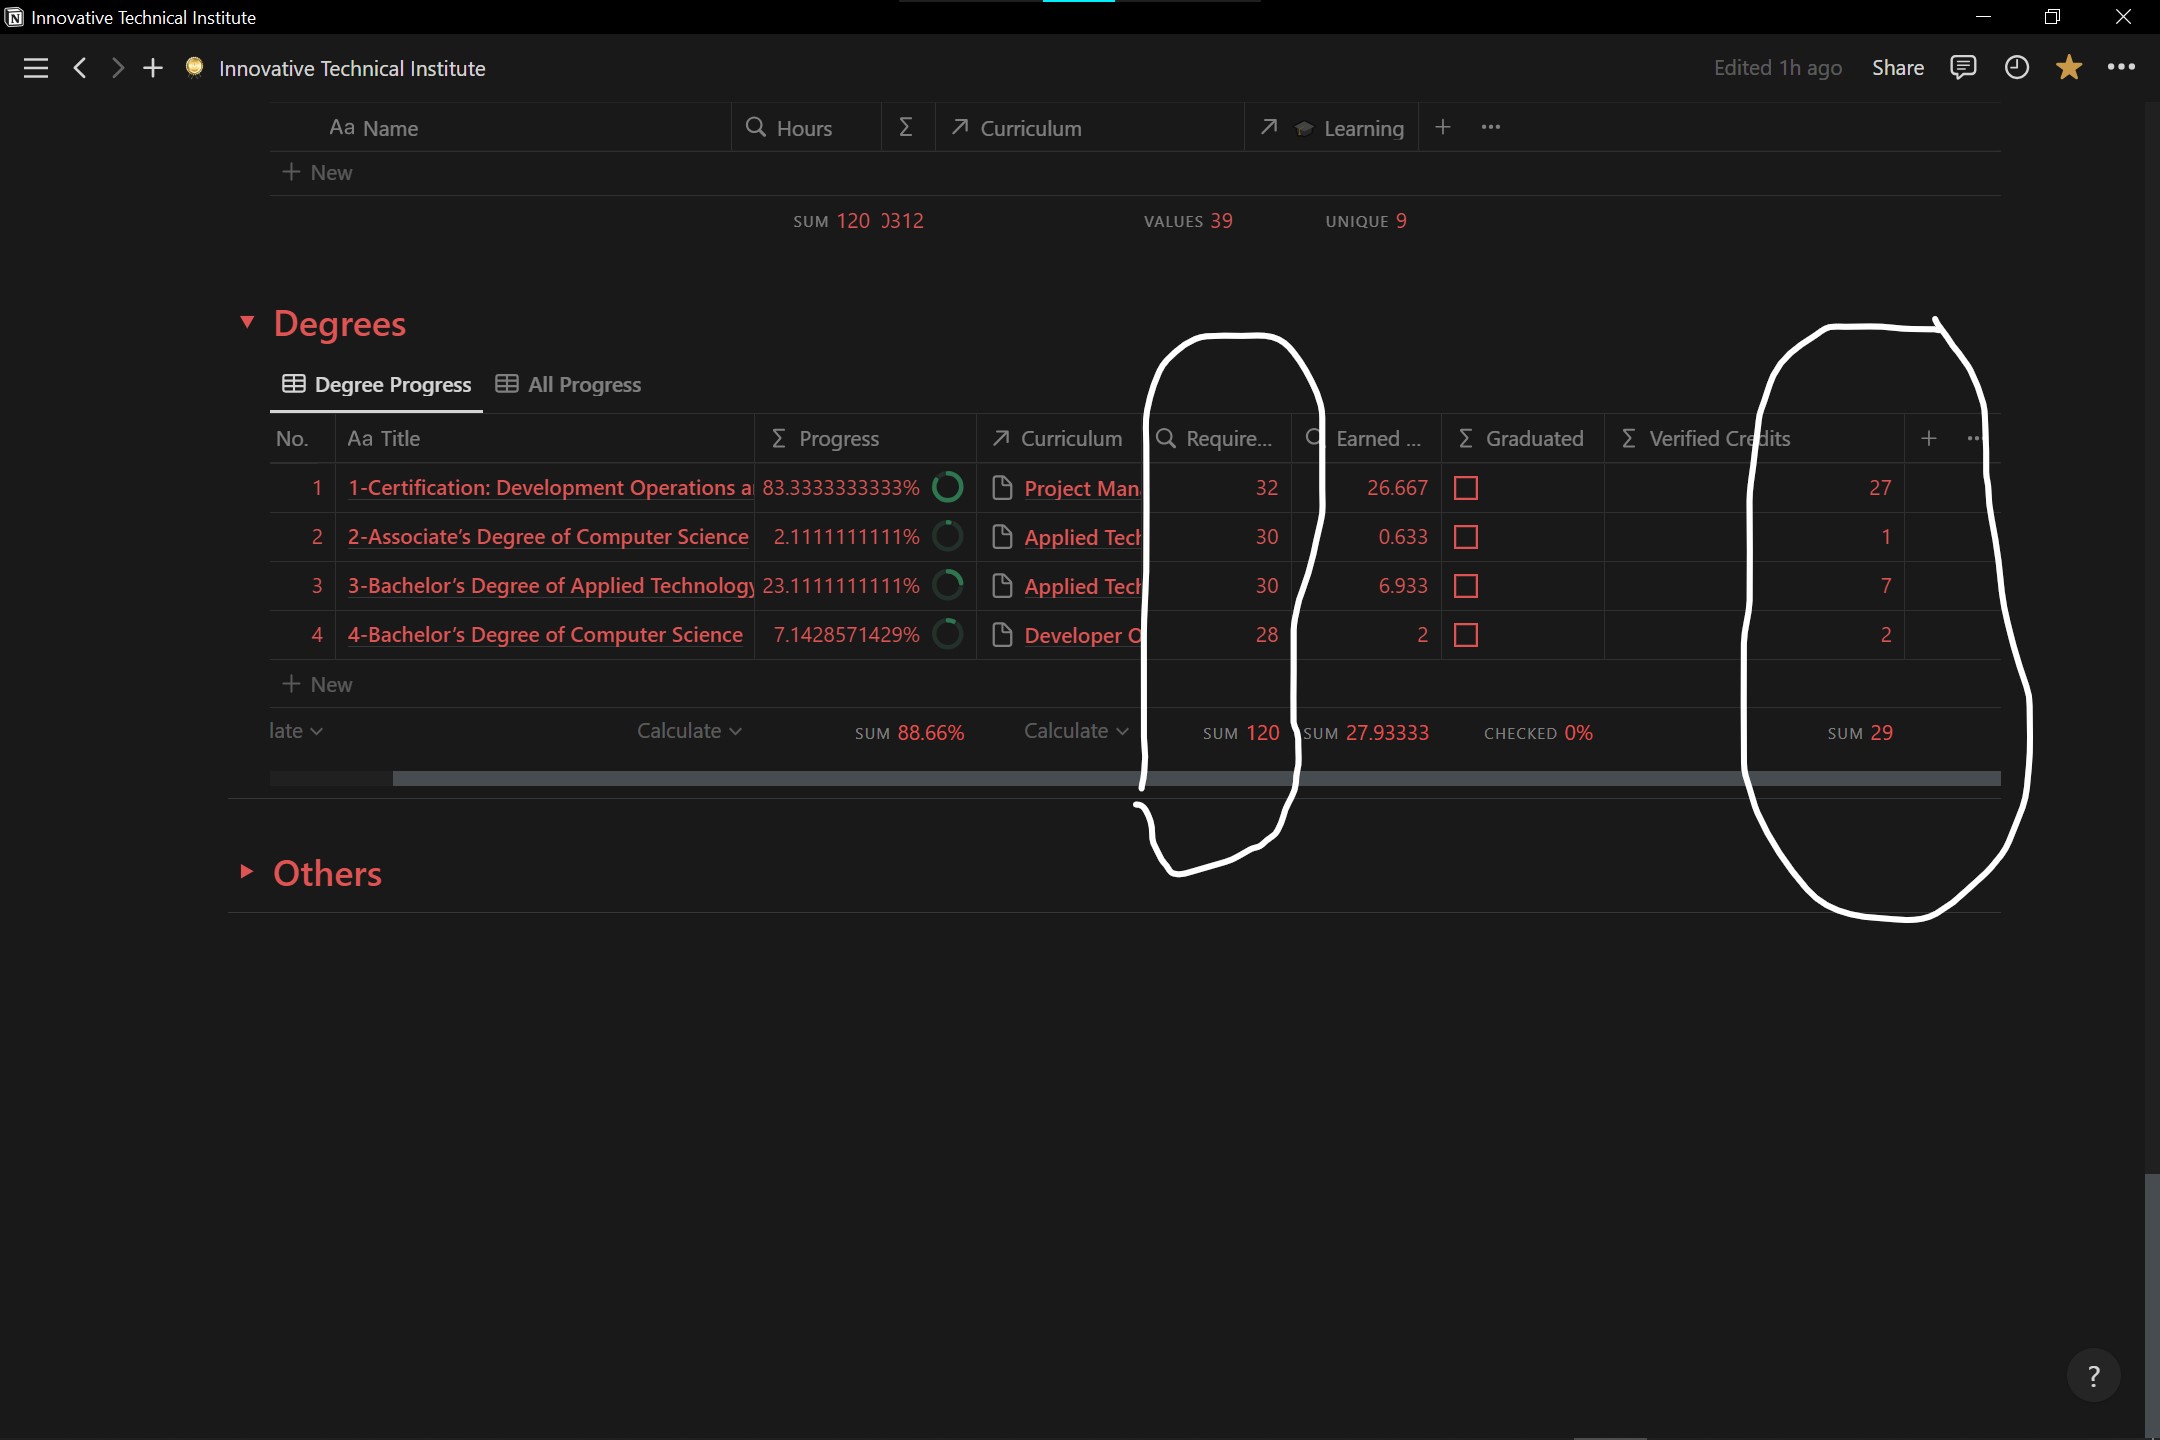 Innovative Technical Institute
Innovative Technical Institute Edited 1h ago Share
Aa Name Hours Σ Curriculum Learning
New
SUM 120 0312 VALUES 39 UNIQUE 9
Degrees
Degree Progress All Progress
No. Aa Title Σ Progress Curriculum Require... Earned ... Σ Graduated Σ Verified Credits
1 1-Certification: Development Operations a 83.3333333333% Project Man 32 26.667 27
2 2-Associate’s Degree of Computer Science 2.1111111111% Applied Tech 30 0.633 1
3 3-Bachelor’s Degree of Applied Technology 23.1111111111% Applied Tech 30 6.933 7
4 4-Bachelor’s Degree of Computer Science 7.1428571429% Developer O 28 2 2
New
late Calculate SUM 88.66% Calculate SUM 120 SUM 27.93333 CHECKED 0% SUM 29
Others
?